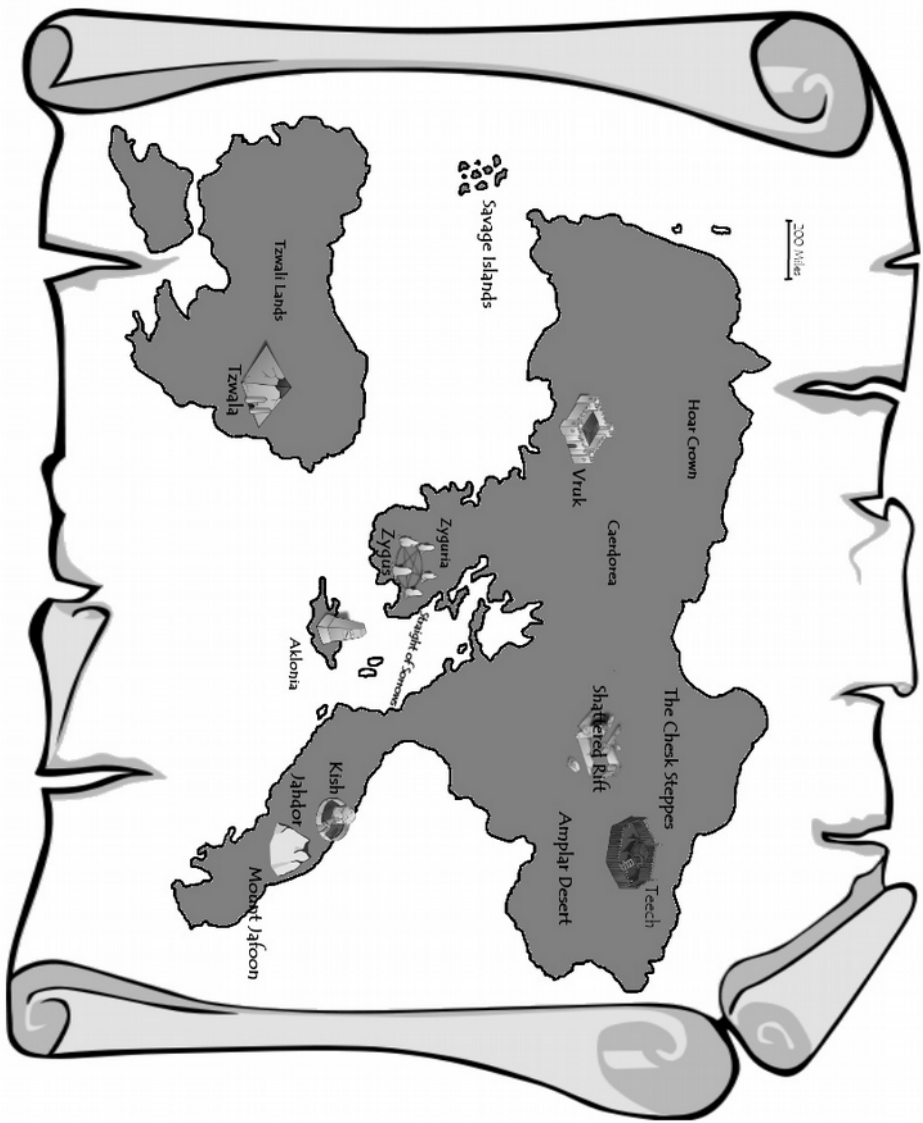 200 Miles
Hoar Crown
The Chesk Steppes
Teech
Caerdorea
Shattered Rift
Vruk
Amplar Desert
Savage Islands
Zyguria
Straight of Sorrows
Zygus
Kish
Jahdor
Aklonia
Tzwali Lands
Mount Jafoon
Tzwala